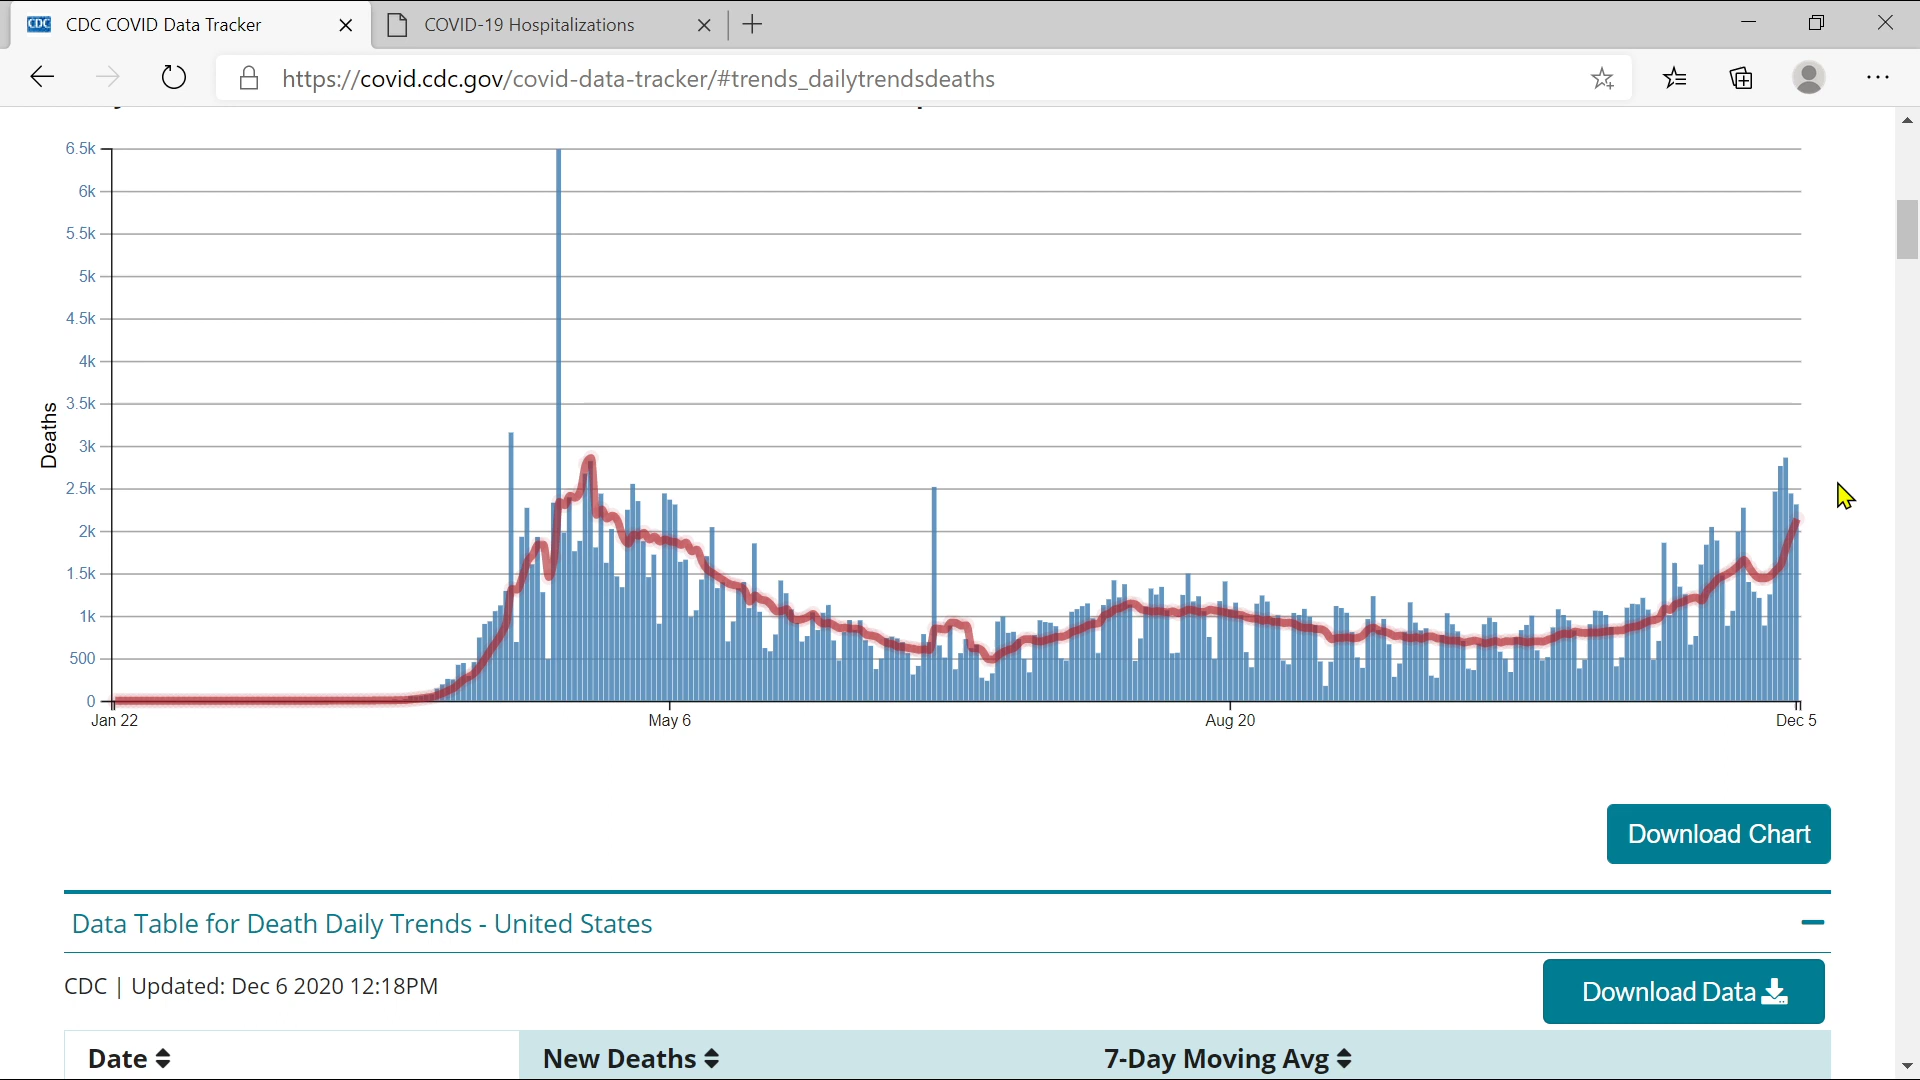 CDC COVID Data Tracker
COVID-19 Hospitalizations
https://covid.cdc.gov/covid-data-tracker/#trends_dailytrendsdeaths
6.5k
6k
5.5k
5k
4.5k
4k
3.5k
3k
2.5k
2k
1.5k
1k
500
0
Deaths
Jan 22 May 6 Aug 20 Dec 5
Download Chart
Data Table for Death Daily Trends - United States
CDC | Updated: Dec 6 2020 12:18PM
Download Data
Date New Deaths 7-Day Moving Avg